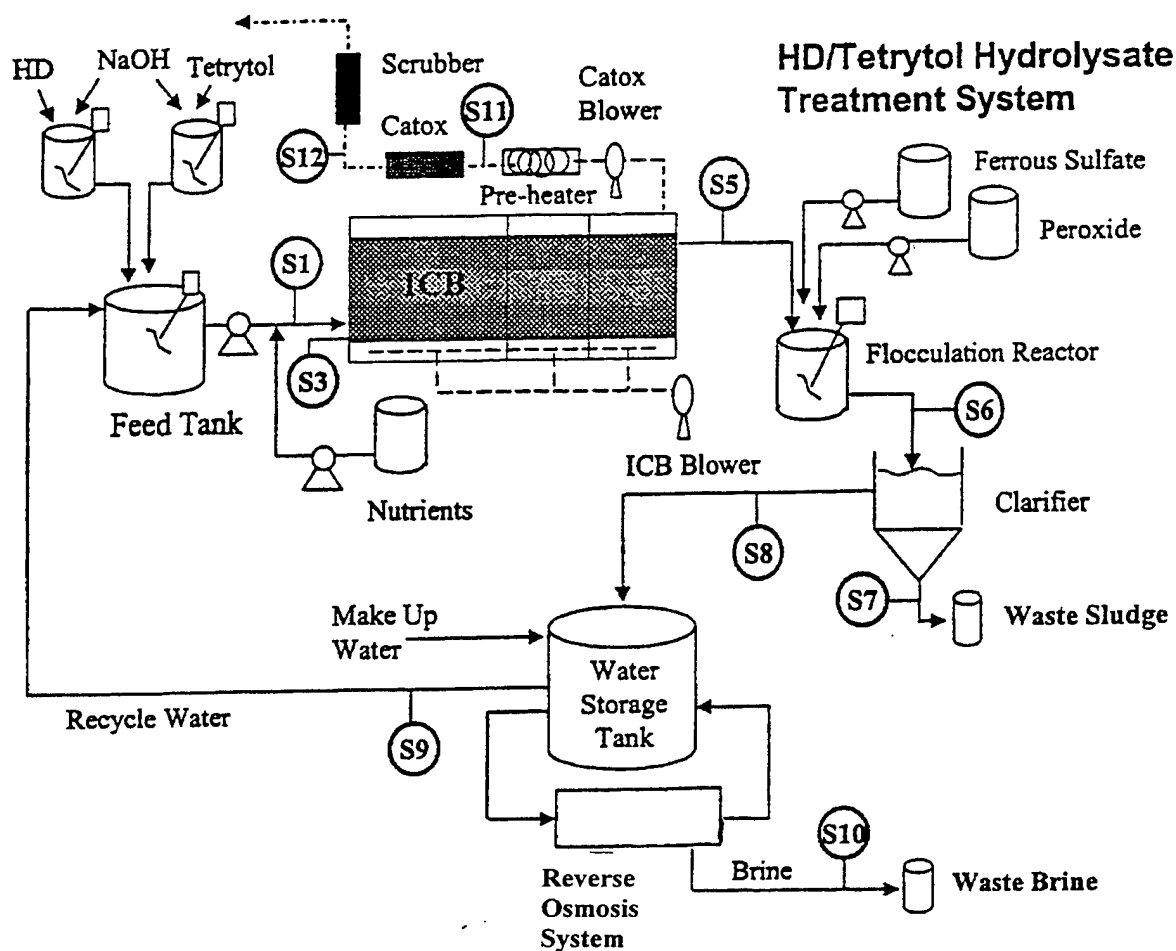 HD/Tetrytol Hydrolysate
Treatment System
HD
NaOH
Tetrytol
Scrubber
Catox
S11
Catox
Blower
S12
Pre-heater
S5
Ferrous Sulfate
Peroxide
S1
ICB
S3
Feed Tank
Flocculation Reactor
S6
Nutrients
ICB Blower
Clarifier
S8
S7
Waste Sludge
Make Up
Water
Water
Storage
Tank
Recycle Water
S9
S10
Brine
Waste Brine
Reverse
Osmosis
System